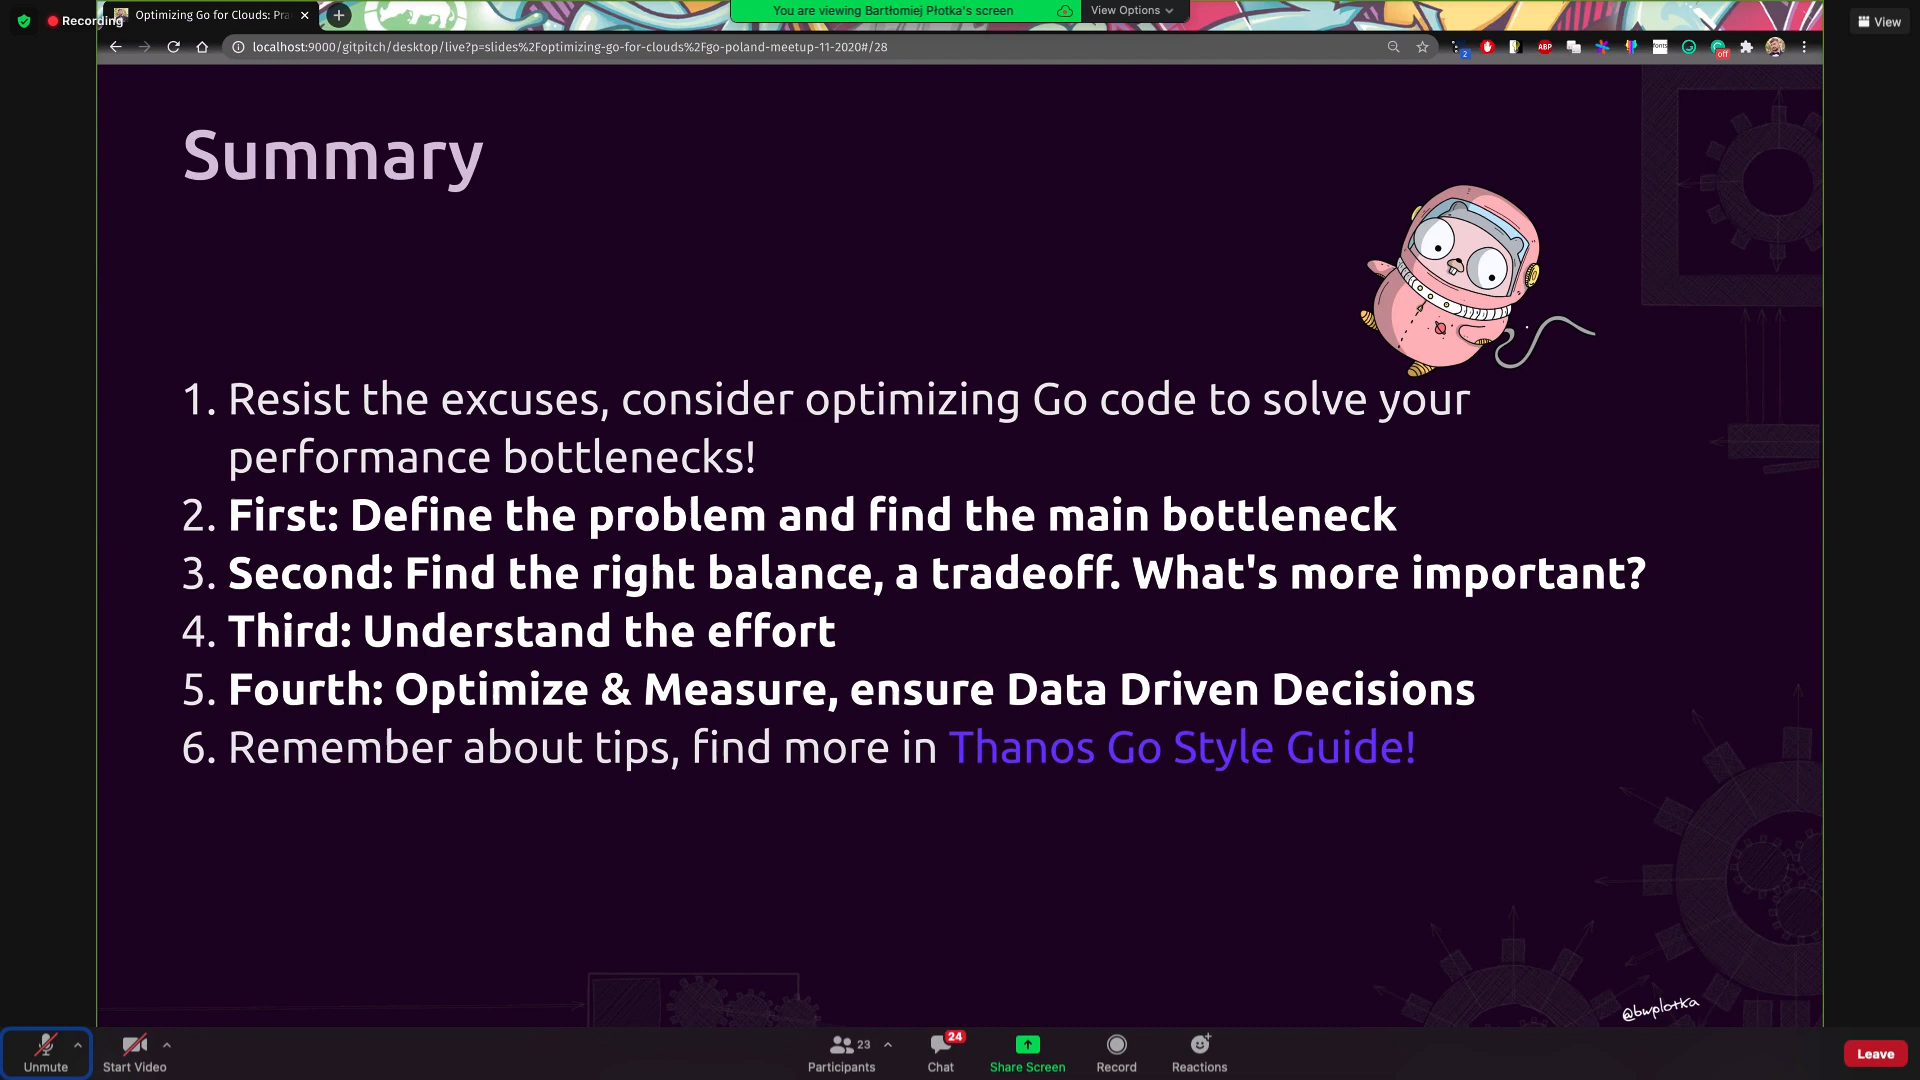 Recording
Optimizing Go for Clouds: Pra
You are viewing Bartłomiej Płotka's screen
View Options
View
localhost:9000/gitpitch/desktop/live?p=slides%2Foptimizing-go-for-clouds%2Fgo-poland-meetup-11-2020#/28
2
ABP
fonts
off
Summary
1. Resist the excuses, consider optimizing Go code to solve your
performance bottlenecks!
2. First: Define the problem and find the main bottleneck
3. Second: Find the right balance, a tradeoff. What's more important?
4. Third: Understand the effort
5. Fourth: Optimize & Measure, ensure Data Driven Decisions
6. Remember about tips, find more in Thanos Go Style Guide!
@bwplotka
Unmute
Start Video
23
Participants
24
Chat
Share Screen
Record
Reactions
Leave